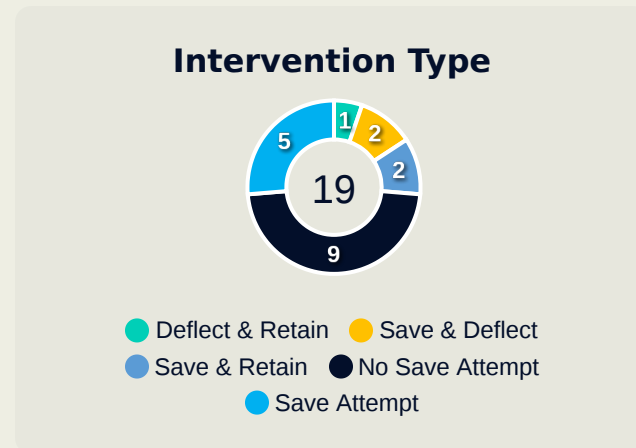 Intervention Type
1
2
5
2
19
9
Deflect & Retain Save & Deflect
Save & Retain No Save Attempt
Save Attempt